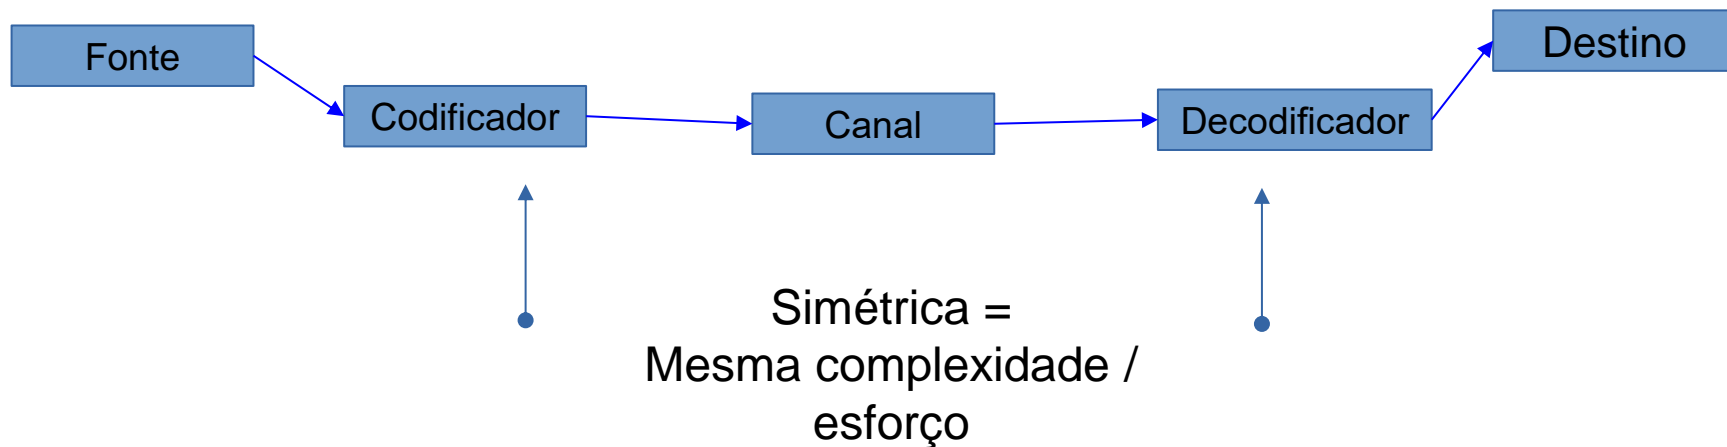 Fonte
Codificador
Canal
Decodificador
Destino
Simétrica =
Mesma complexidade /
esforço